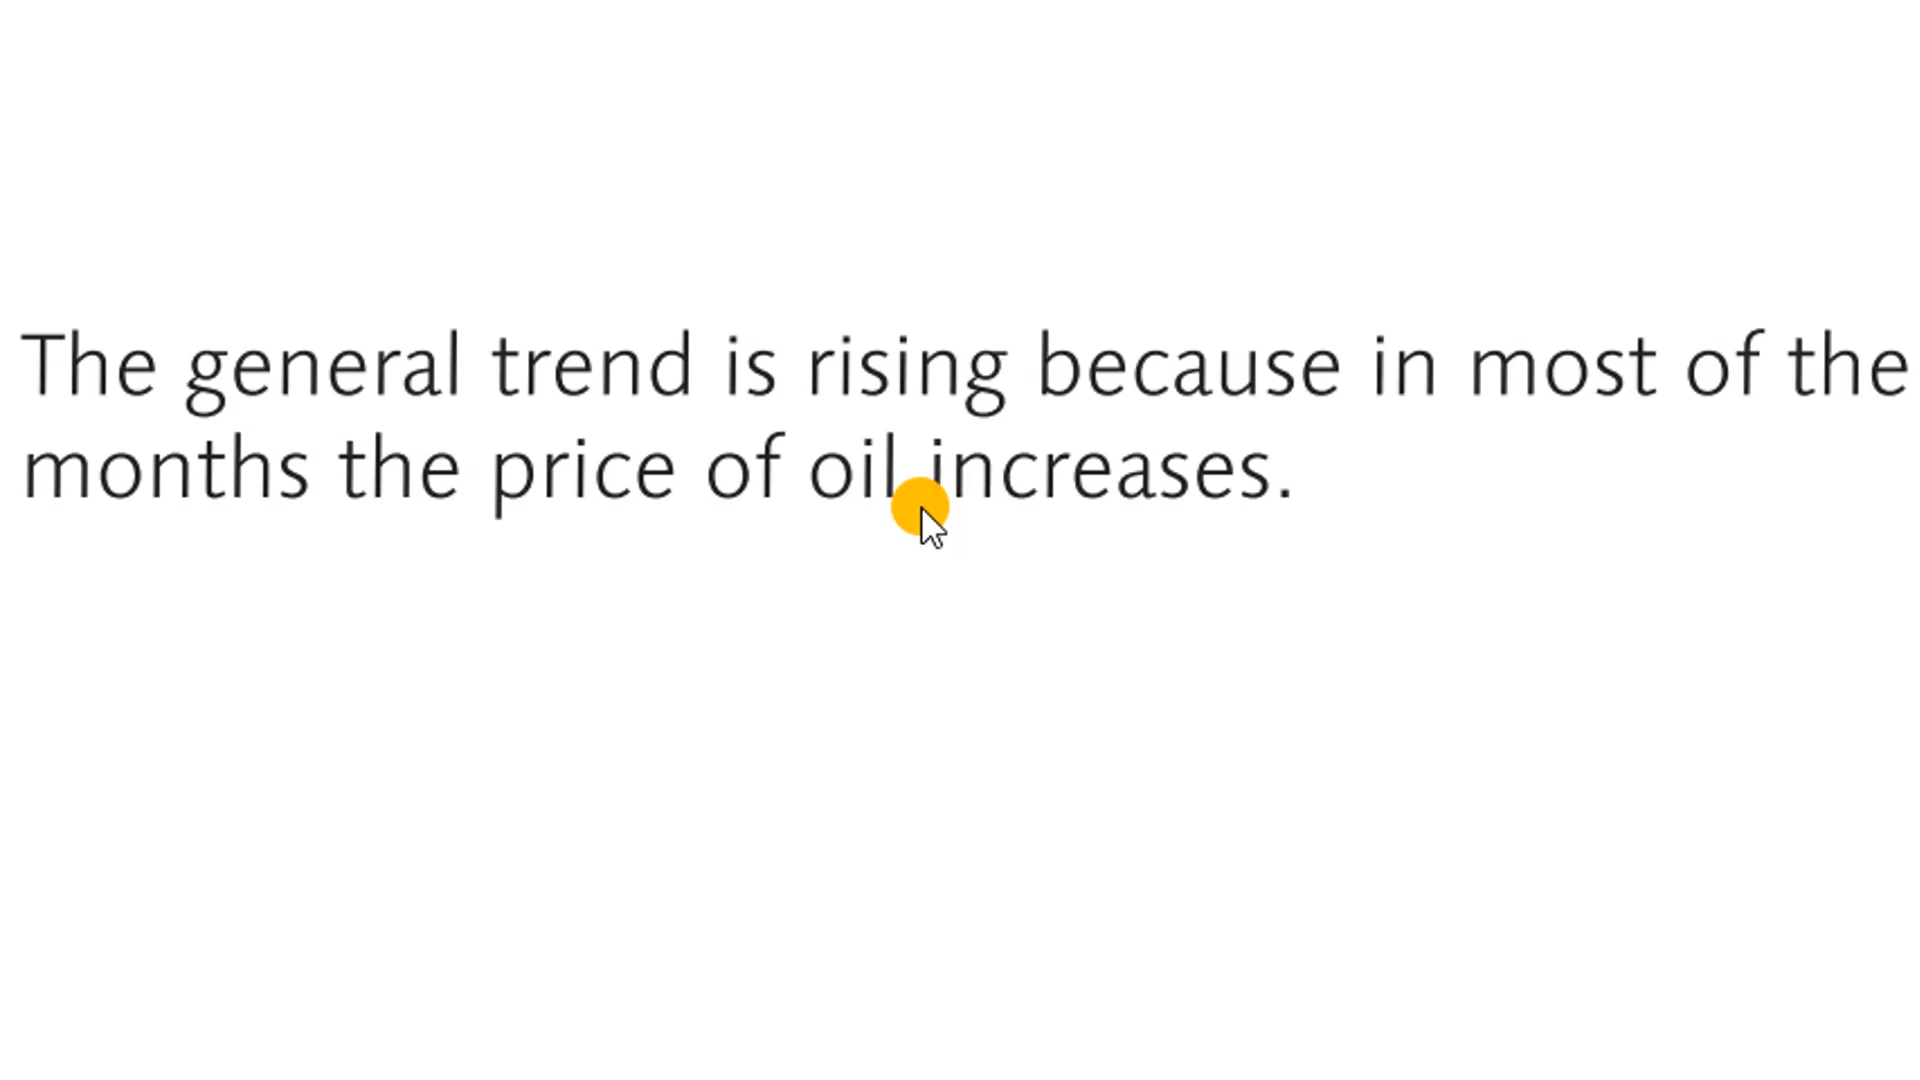 The general trend is rising because in most of the
months the price of oil increases.